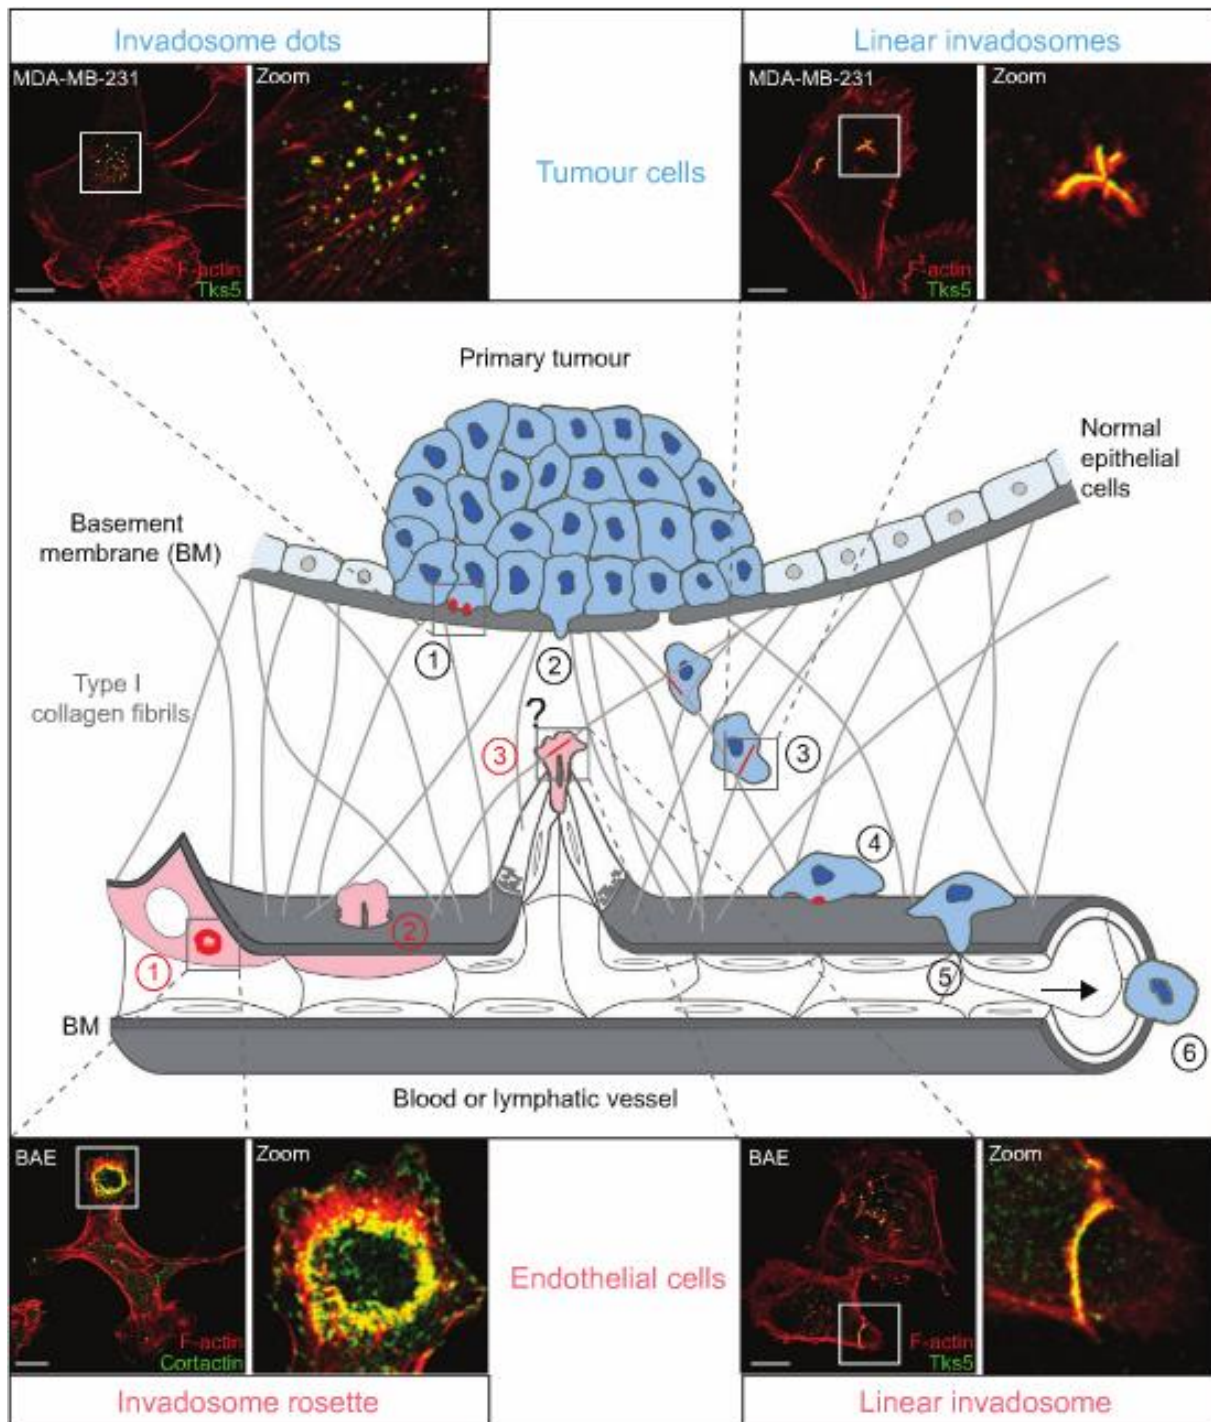 Invadosome dots
Linear invadosomes
MDA-MB-231
Zoom
F-actin
Tks5
Tumour cells
MDA-MB-231
Zoom
F-actin
Tks5
Primary tumour
Normal
epithelial
cells
Basement
membrane (BM)
1
2
Type I
collagen fibrils
?
3
3
4
2
1
5
BM
6
Blood or lymphatic vessel
BAE
Zoom
F-actin
Cortactin
Endothelial cells
BAE
Zoom
F-actin
Tks5
Invadosome rosette
Linear invadosome